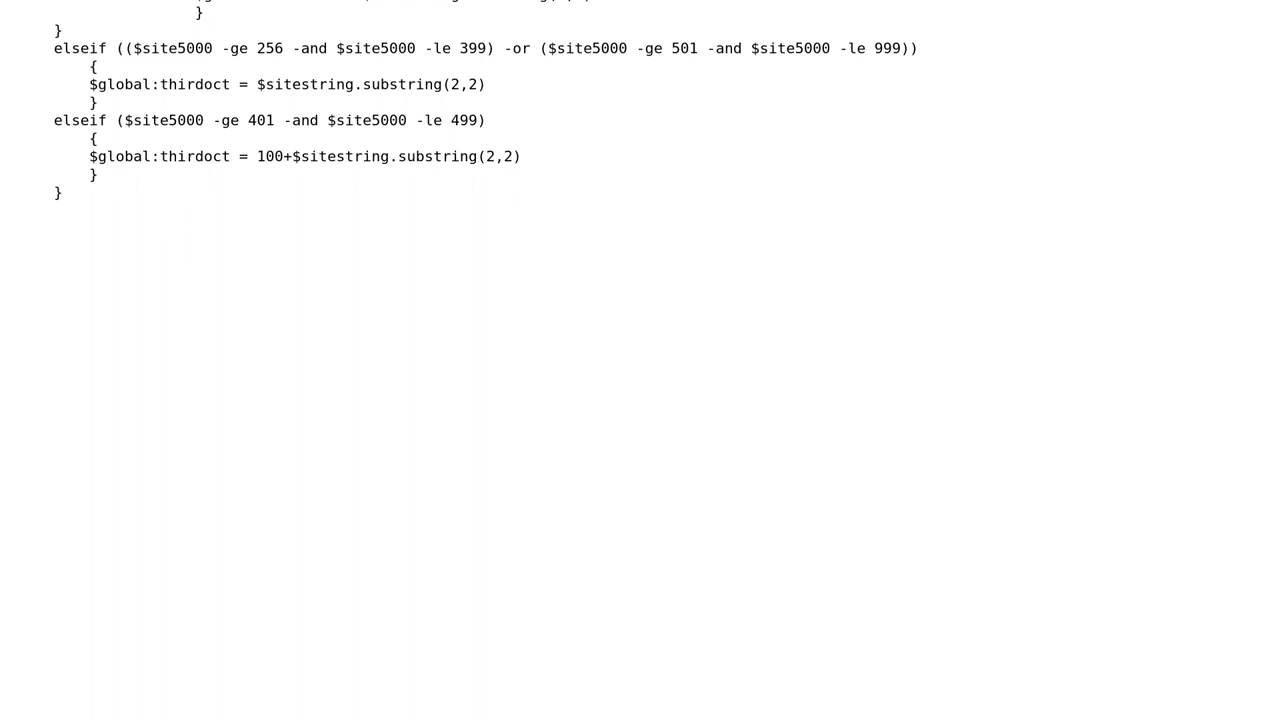 }
}
elseif (($site5000 -ge 256 -and $site5000 -le 399) -or ($site5000 -ge 501 -and $site5000 -le 999))
{
$global:thirdoct = $sitestring.substring(2,2)
}
elseif ($site5000 -ge 401 -and $site5000 -le 499)
{
$global:thirdoct = 100+$sitestring.substring(2,2)
}
}